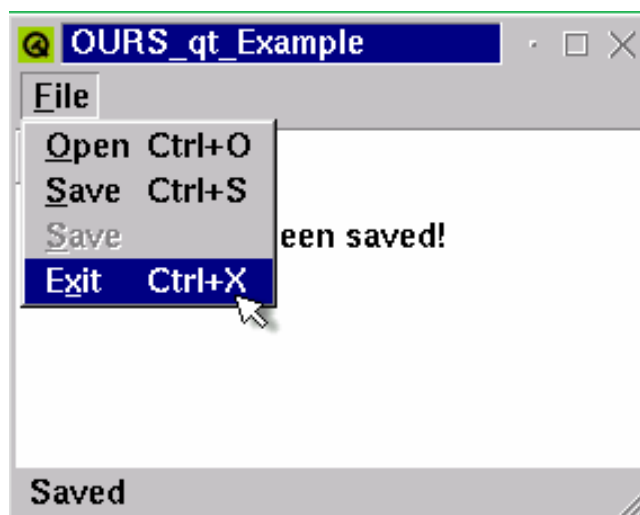 OURS_qt_Example
File
Open Ctrl+O
Save Ctrl+S
Save
een saved!
Exit Ctrl+X
Saved